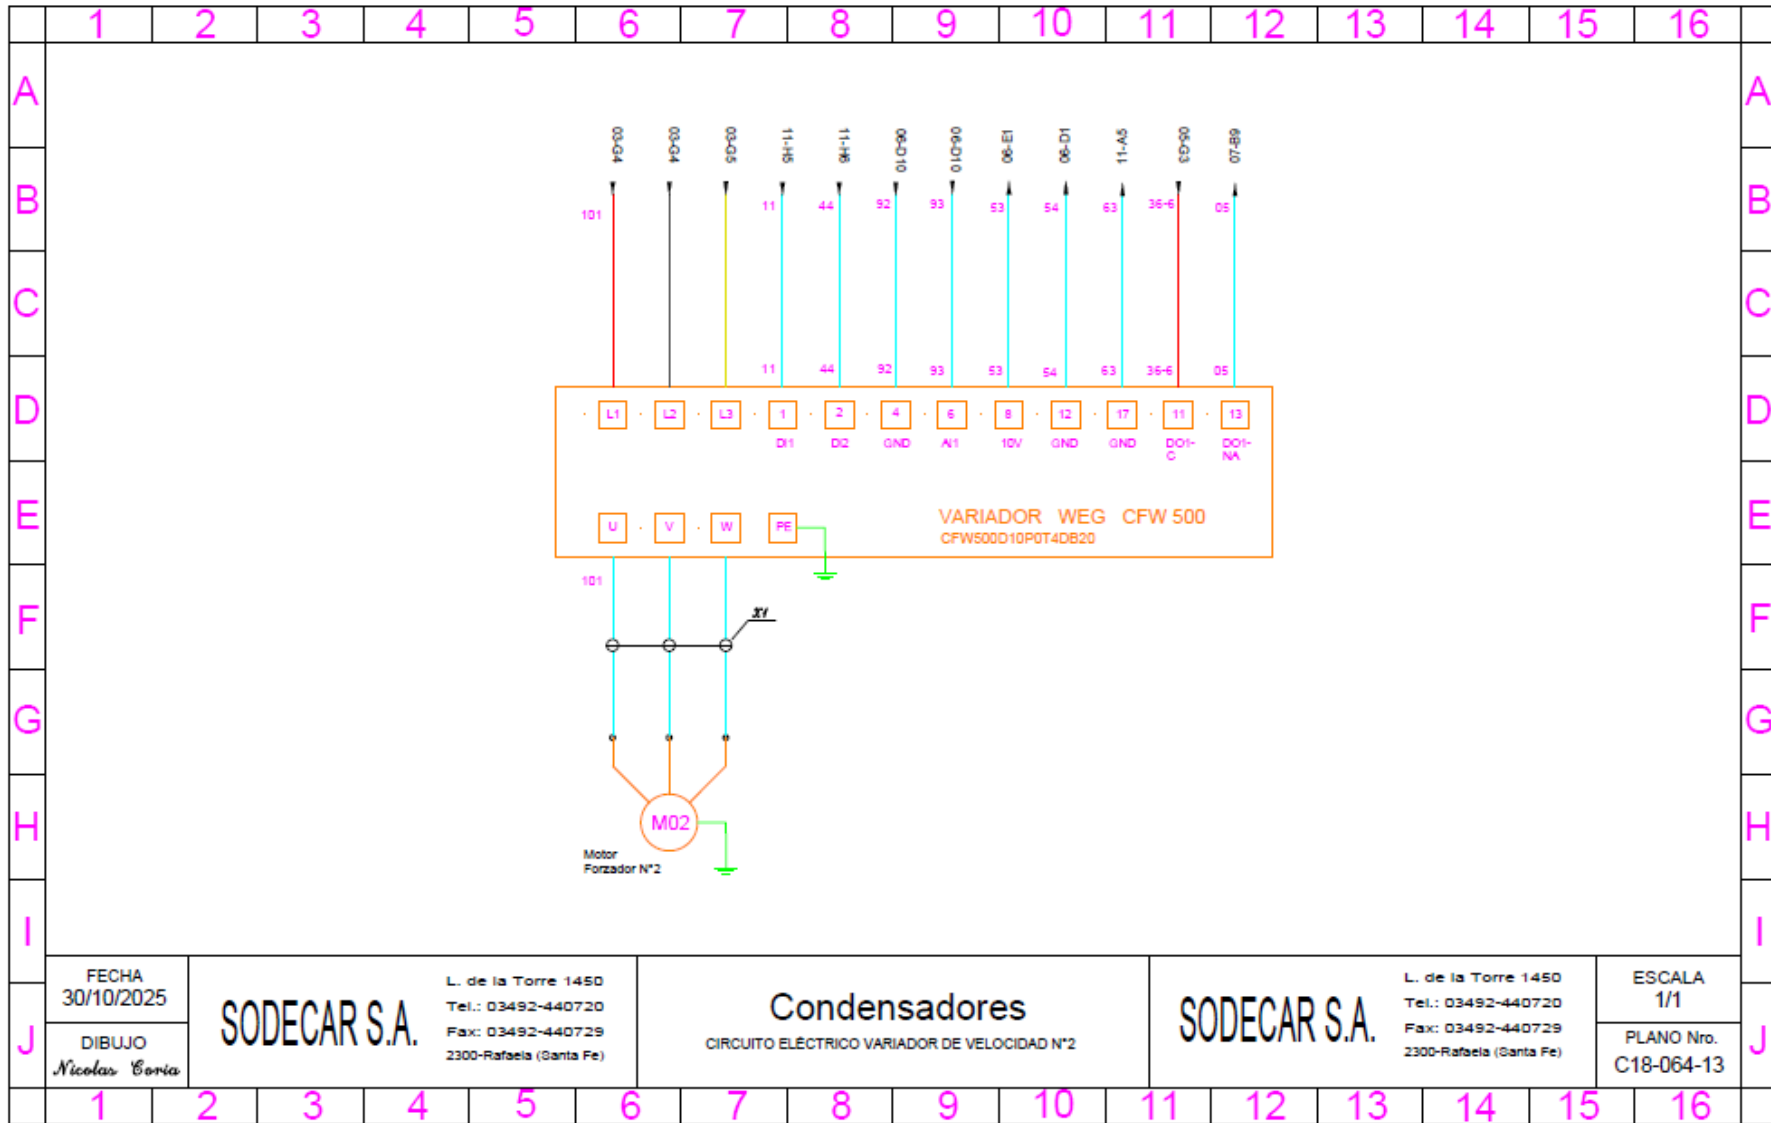 1 2 3 4 5 6 7 8 9 10 11 12 13 14 15 16
A A
B B
C C
D D
E E
F F
G G
H H
I I
J J
03-G4 03-G4 03-G5 11-H5 11-H6 06-D10 06-D10 06-E1 06-D1 11-A5 05-G3 07-B9
101 11 44 92 93 53 54 63 36-6 05
11 44 92 93 53 54 63 36-6 05
L1 L2 L3 1 2 4 6 8 12 17 11 13
DI1 DI2 GND AI1 10V GND GND DO1-C DO1-NA
U V W PE
VARIADOR WEG CFW 500
CFW500D10P0T4DB20
101
X1
M02
Motor
Forzador N°2
FECHA
30/10/2025
DIBUJO
Nicolas Coria
SODECAR S.A.
L. de la Torre 1450
Tel.: 03492-440720
Fax: 03492-440729
2300-Rafaela (Santa Fe)
Condensadores
CIRCUITO ELÉCTRICO VARIADOR DE VELOCIDAD N°2
SODECAR S.A.
L. de la Torre 1450
Tel.: 03492-440720
Fax: 03492-440729
2300-Rafaela (Santa Fe)
ESCALA
1/1
PLANO Nro.
C18-064-13
1 2 3 4 5 6 7 8 9 10 11 12 13 14 15 16